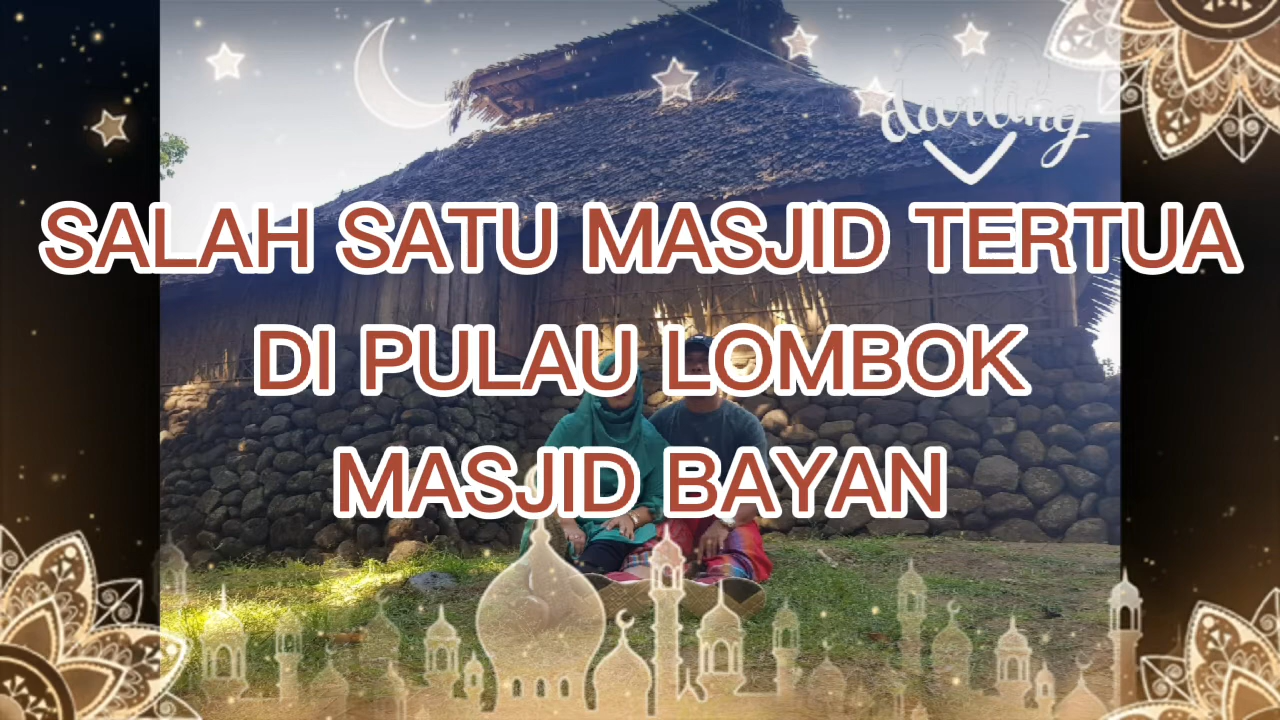 darling
SALAH SATU MASJID TERTUA
DI PULAU LOMBOK
MASJID BAYAN